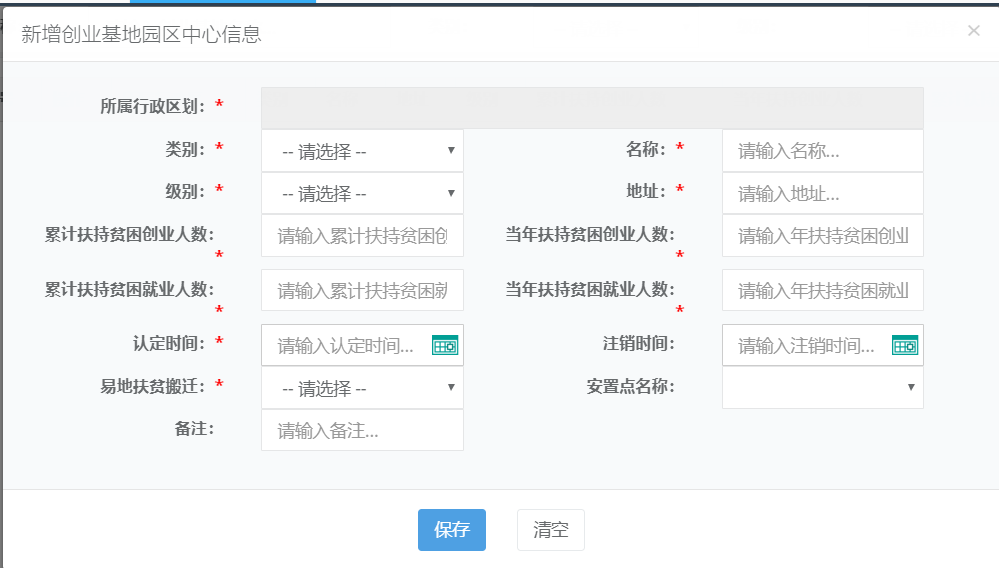 新增创业基地园区中心信息
×
所属行政区划： *
类别： * -- 请选择 -- 名称： * 请输入名称...
级别： * -- 请选择 -- 地址： * 请输入地址...
累计扶持贫困创业人数： * 请输入累计扶持贫困创 当年扶持贫困创业人数： * 请输入年扶持贫困创业
累计扶持贫困就业人数： * 请输入累计扶持贫困就 当年扶持贫困就业人数： * 请输入年扶持贫困就业
认定时间： * 请输入认定时间... 注销时间： 请输入注销时间...
易地扶贫搬迁： * -- 请选择 -- 安置点名称：
备注： 请输入备注...
保存 清空